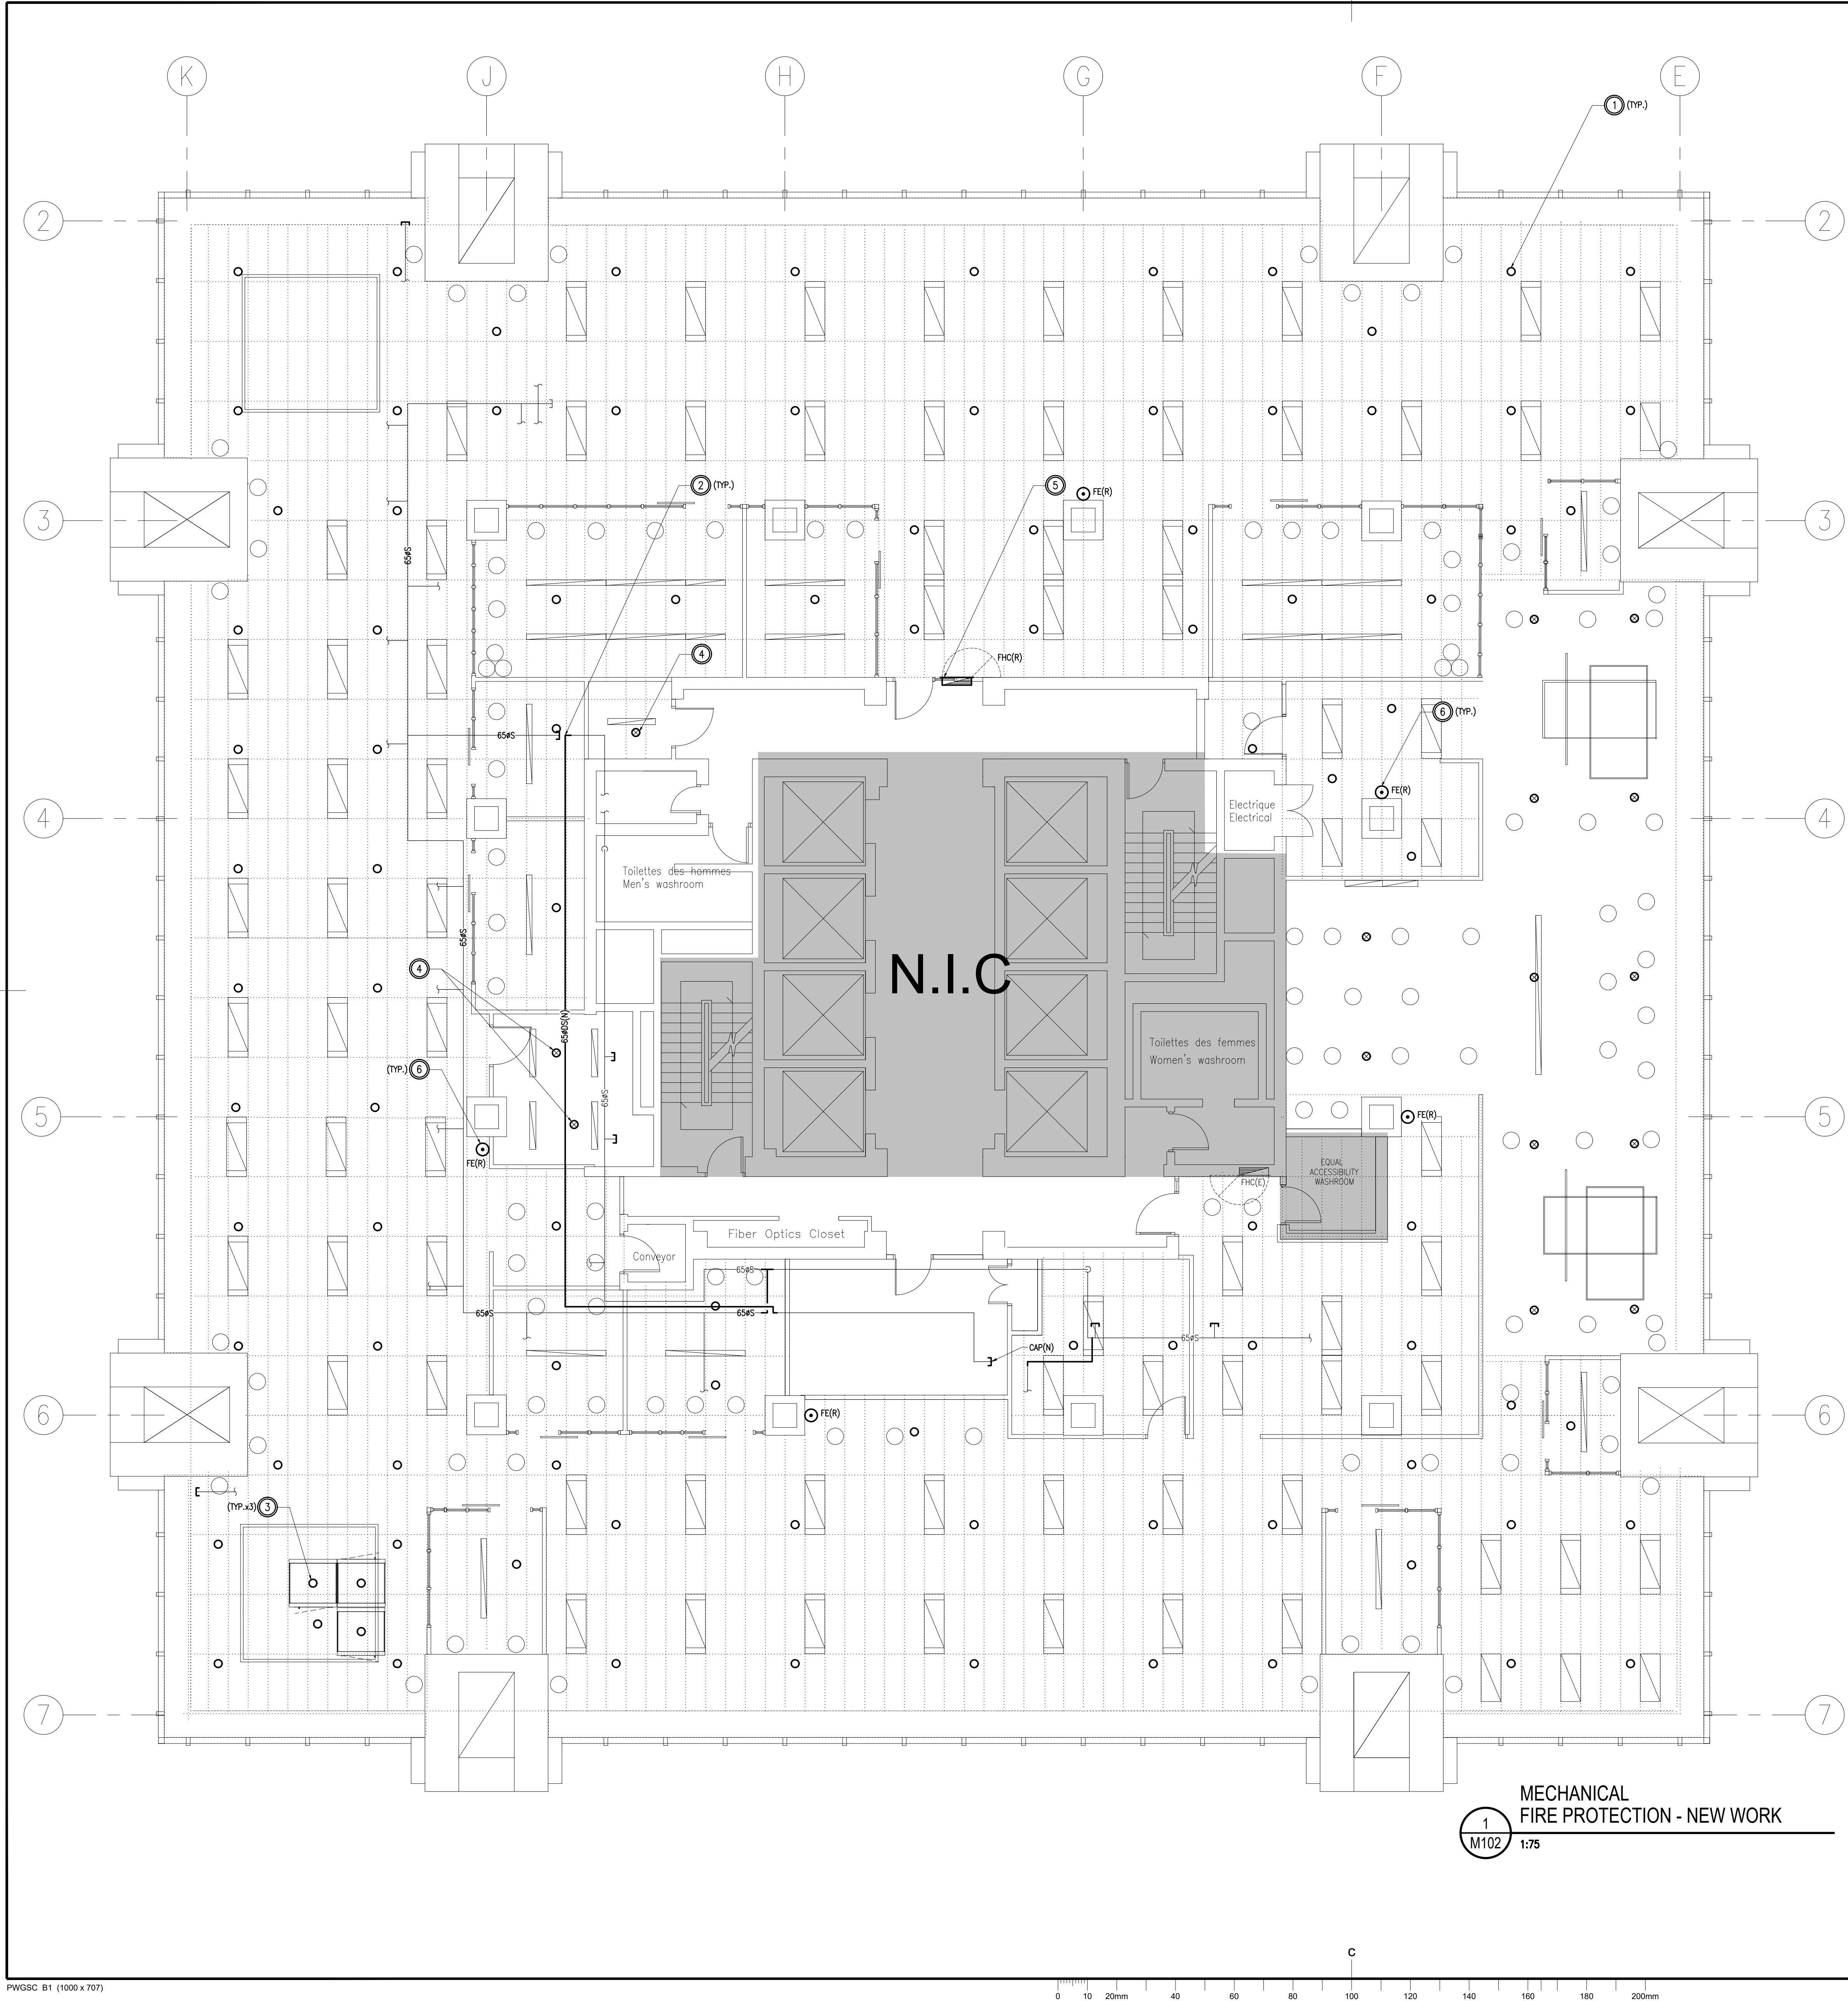 K
J
H
G
F
E
1 (TYP.)
2
2
2 (TYP.)
5
FE(R)
3
3
65øS
4
FHC(R)
6 (TYP.)
65øS
FE(R)
4
Electrique
Electrical
4
Toilettes des hommes
Men's washroom
65øS
4
N.I.C
65øDS(N)
Toilettes des femmes
Women's washroom
(TYP.) 6
65øS
5
FE(R)
5
FE(R)
EQUAL
ACCESSIBILITY
WASHROOM
FHC(E)
Fiber Optics Closet
Conveyor
65øS
65øS
65øS
65øS
CAP(N)
6
FE(R)
6
(TYP.x3) 3
7
7
MECHANICAL
FIRE PROTECTION - NEW WORK
1
M102
1:75
C
PWGSC B1 (1000 x 707)
0 10 20mm 40 60 80 100 120 140 160 180 200mm